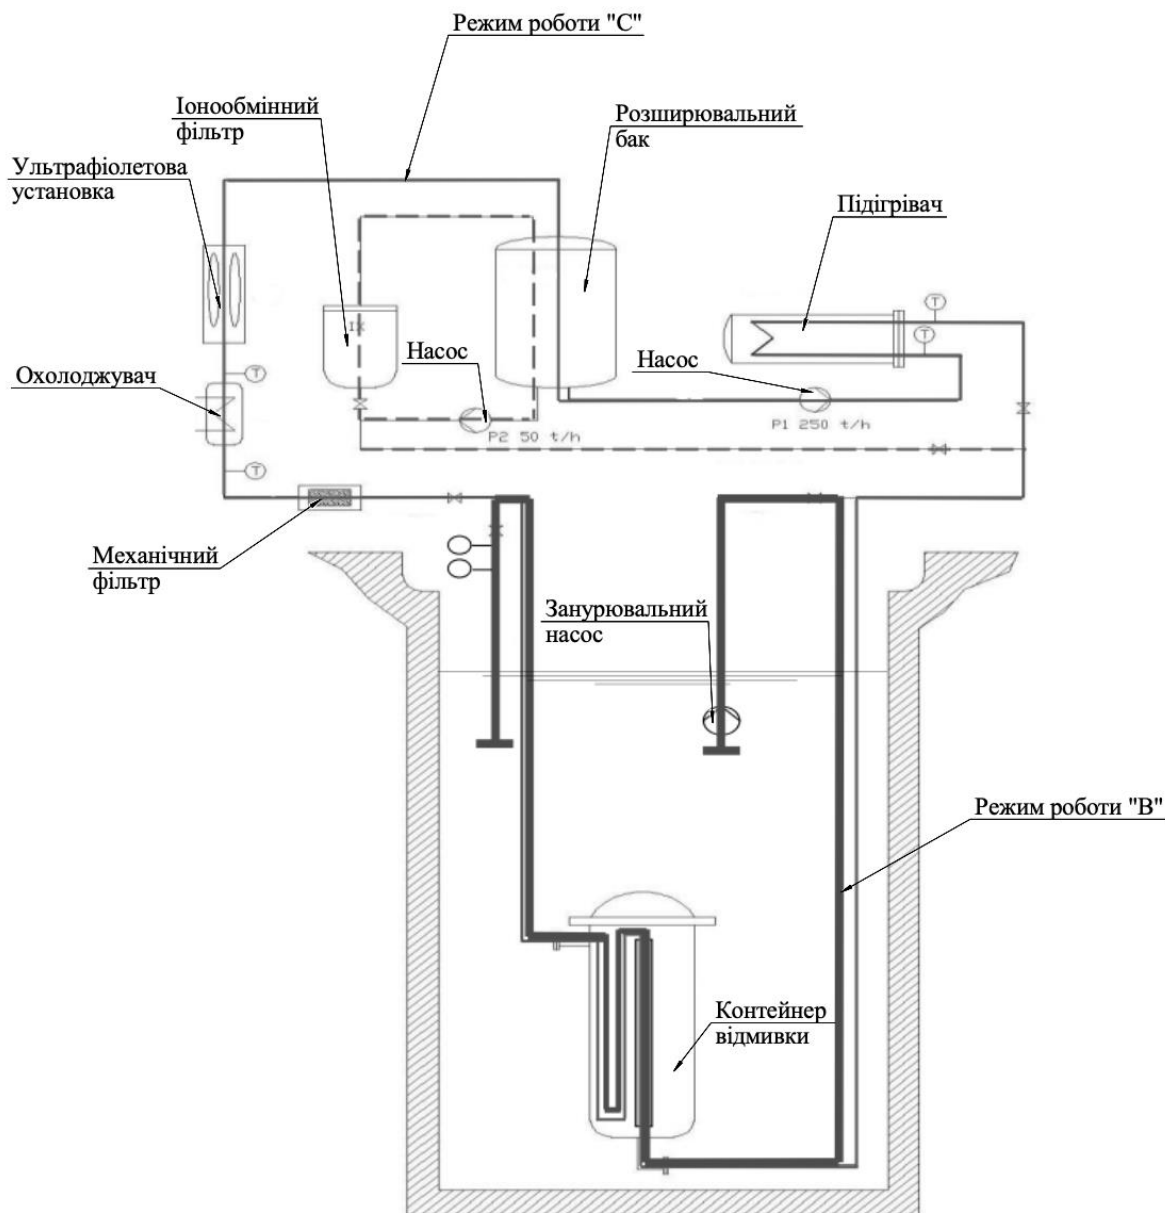 Режим роботи "С"
Іонообмінний
фільтр
Розширювальний
бак
Ультрафіолетова
установка
Підігрівач
IX
T
T
Насос
Насос
Охолоджувач
T
P2 50 t/h
P1 250 t/h
T
Механічний
фільтр
Занурювальний
насос
Режим роботи "В"
Контейнер
відмивки